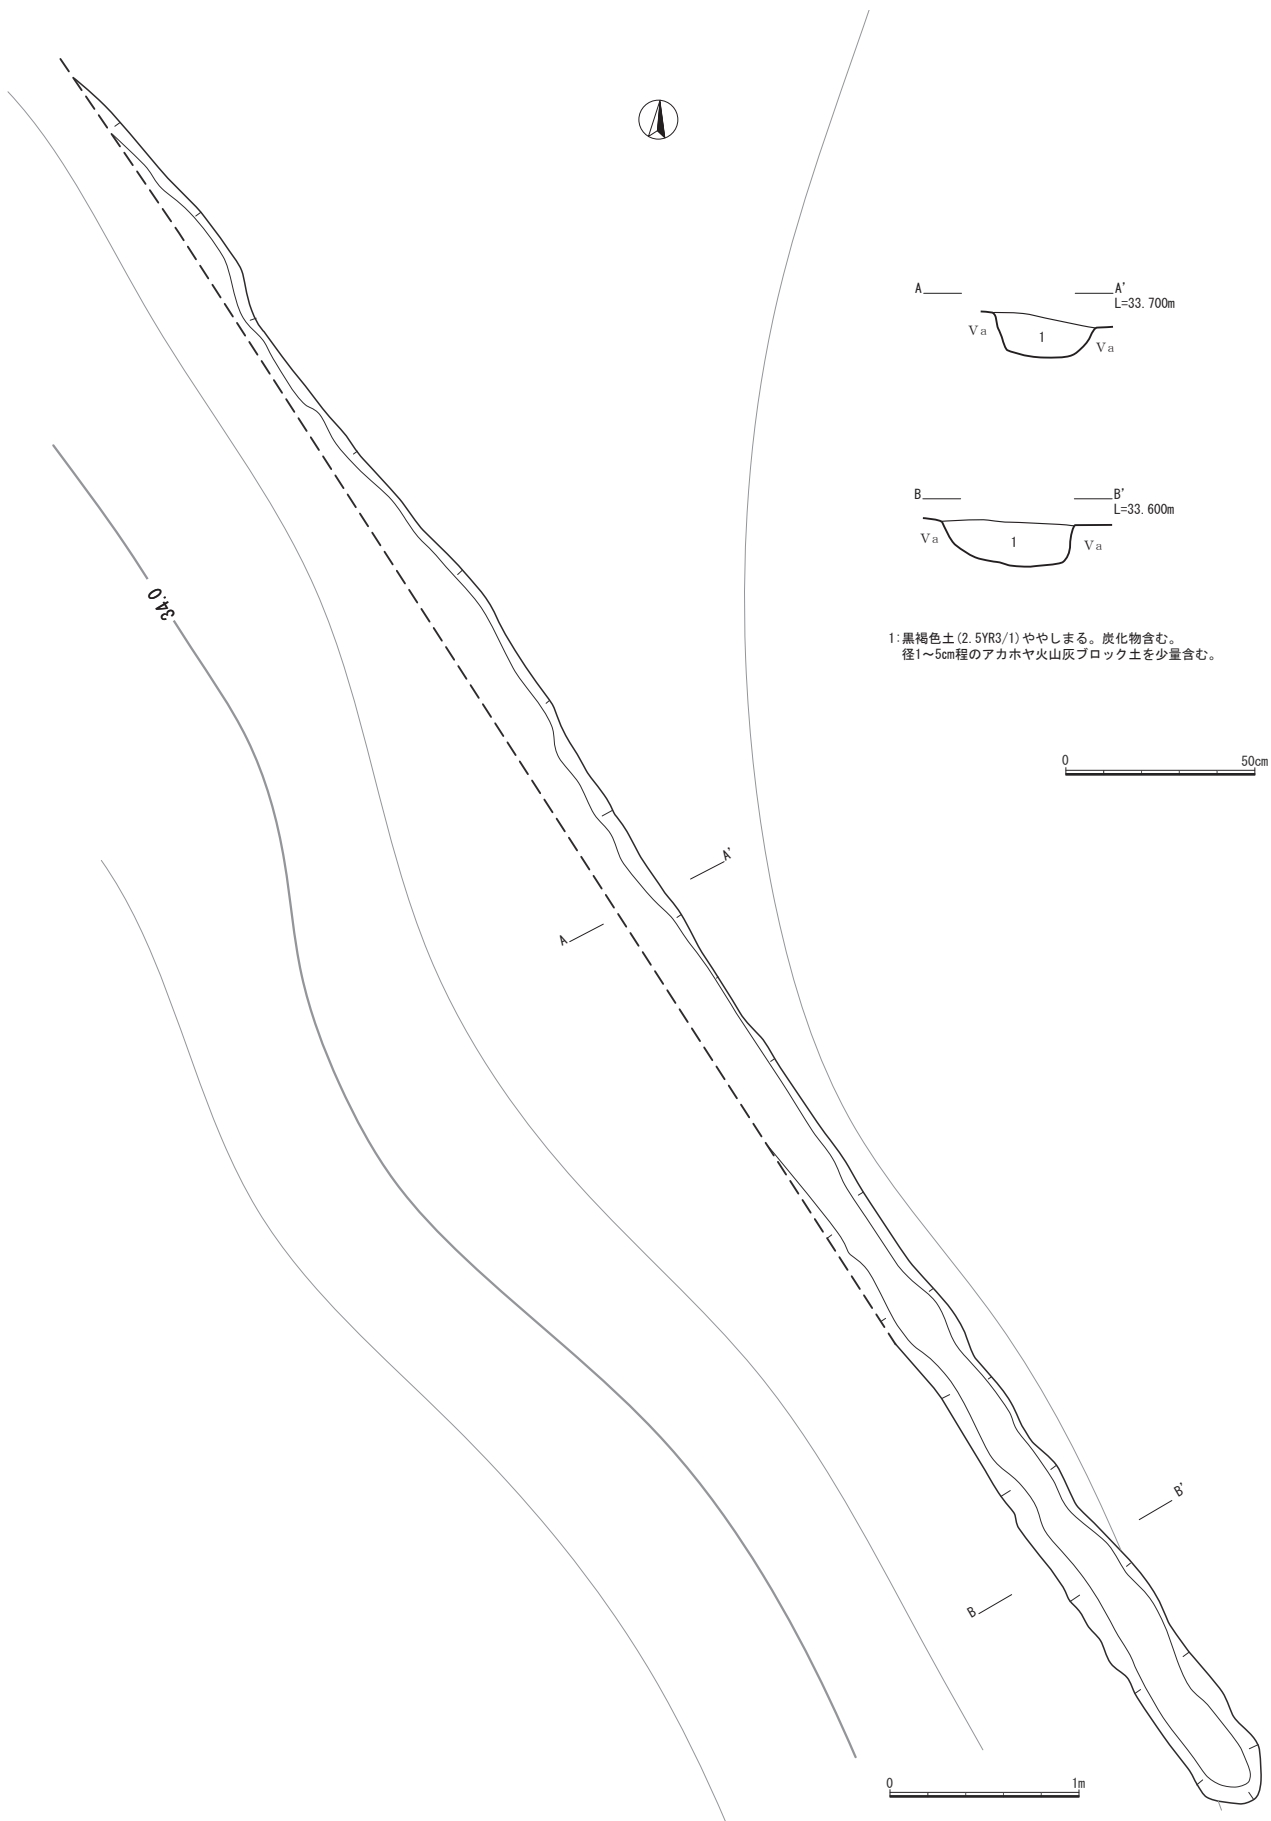 A A'
L=33.700m
Ⅴa 1 Ⅴa
B B'
L=33.600m
Ⅴa 1 Ⅴa
34.0
1:黒褐色土(2.5YR3/1)ややしまる。炭化物含む。
径1～5cm程のアカホヤ火山灰ブロック土を少量含む。
0 50cm
A'
A
B'
B
0 1m